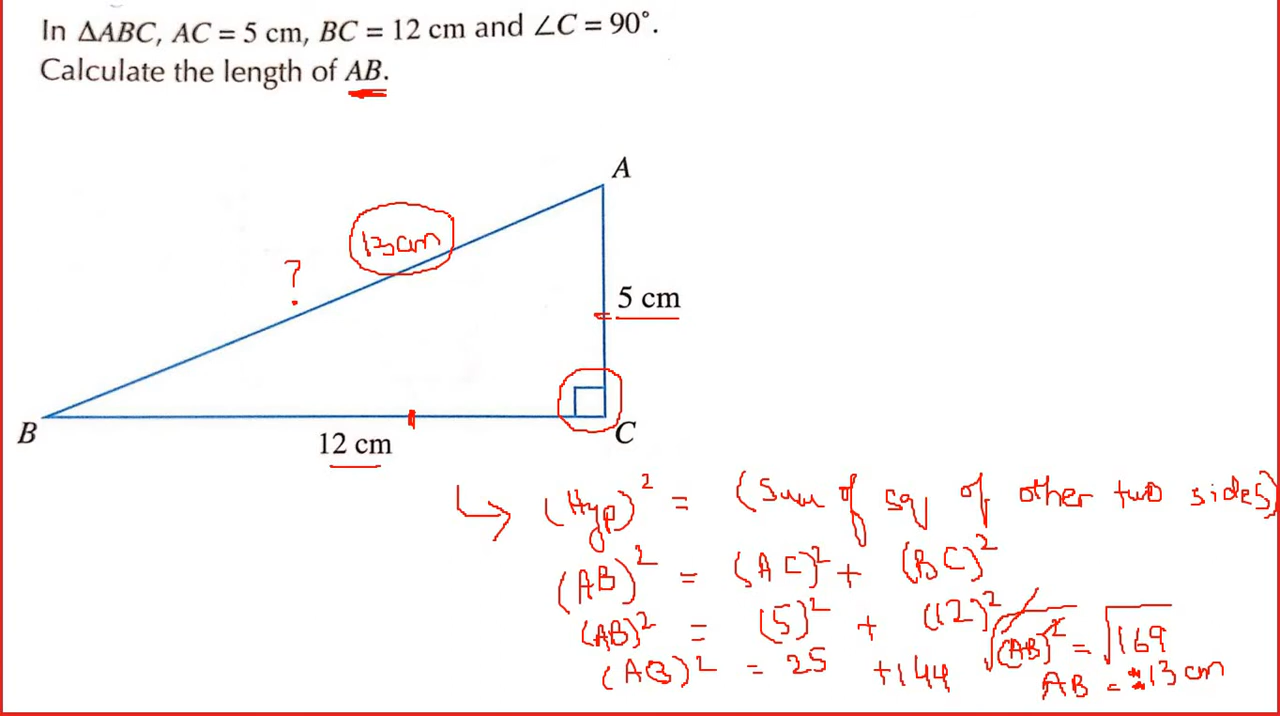 In ΔABC, AC = 5 cm, BC = 12 cm and ∠C = 90°.
Calculate the length of AB.
A
13cm
?
5 cm
B
12 cm
C
↳ (Hyp)² = (Sum of sq of other two sides)
(AB)² = (AC)² + (BC)²
(AB)² = (5)² + (12)²
(AB)² = 25 +144
√(AB)² = √169
AB = 13 cm